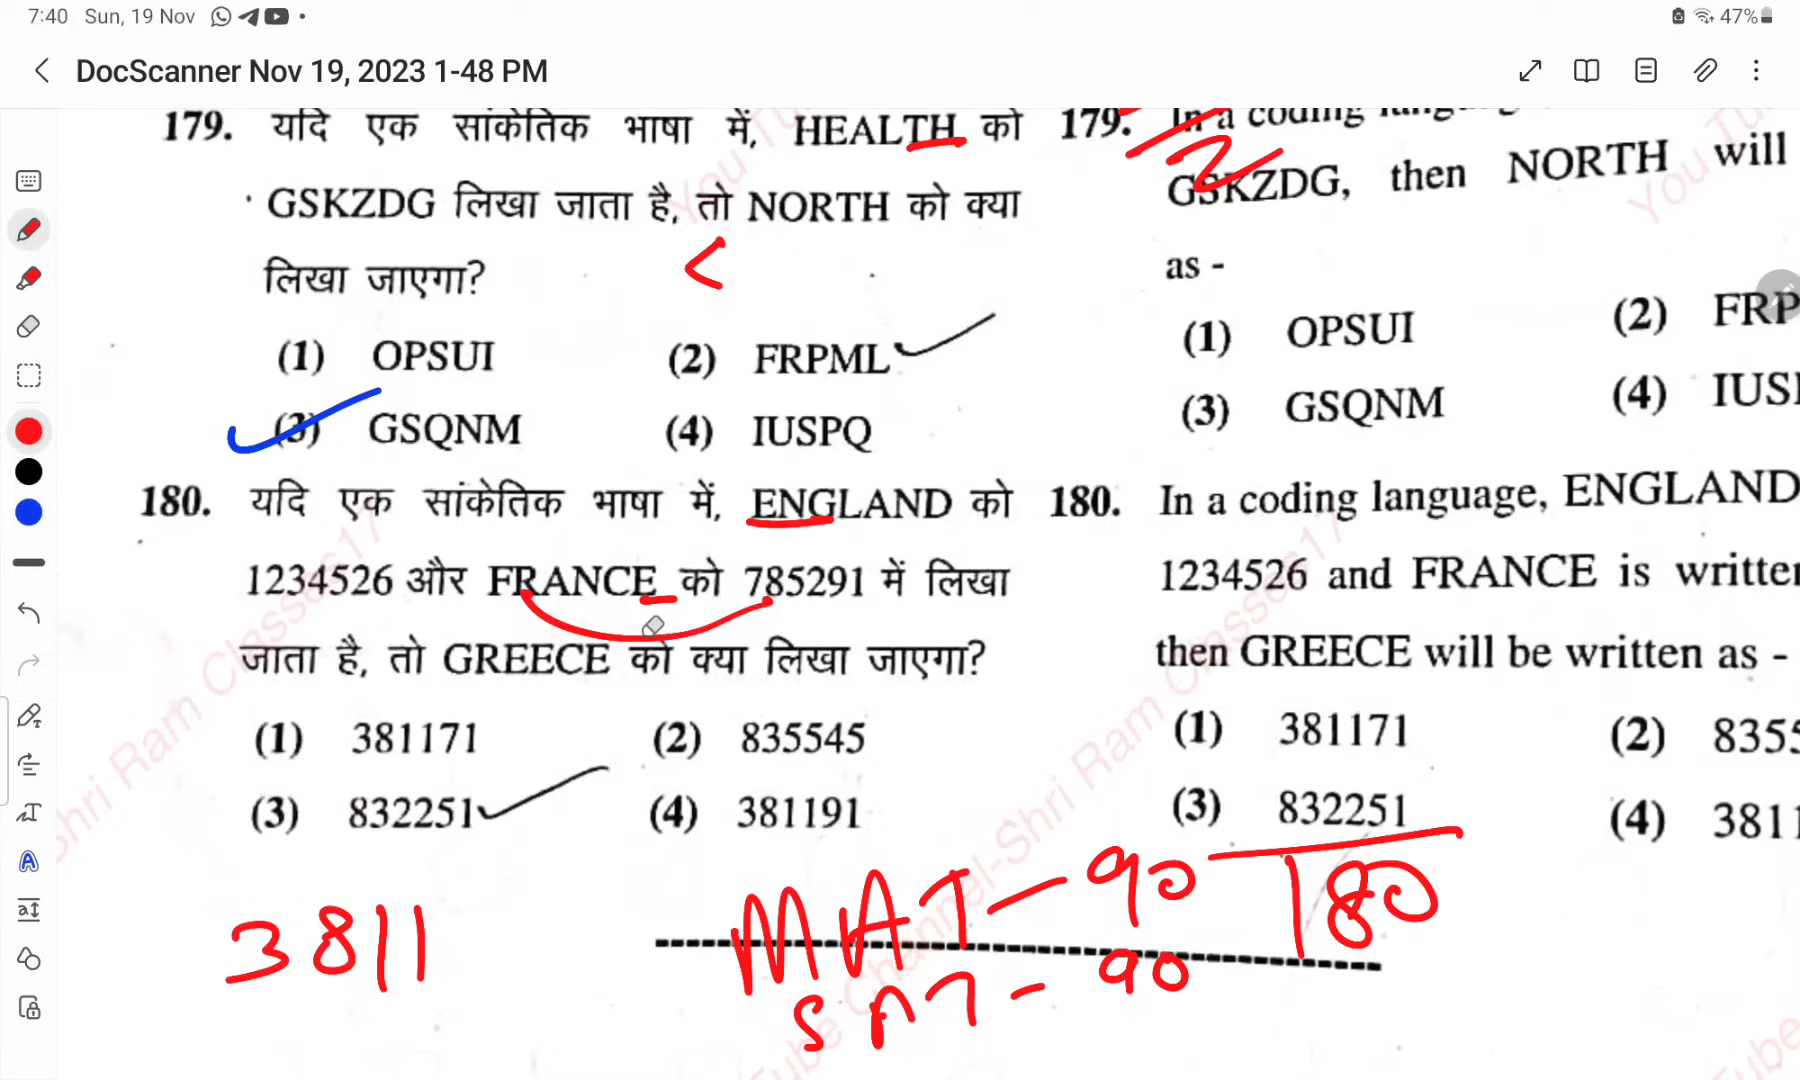 7:40 Sun, 19 Nov
47%
DocScanner Nov 19, 2023 1-48 PM
179. यदि एक सांकेतिक भाषा में, HEALTH को
GSKZDG लिखा जाता है, तो NORTH को क्या
लिखा जाएगा?
(1) OPSUI (2) FRPML
(3) GSQNM (4) IUSPQ
180. यदि एक सांकेतिक भाषा में, ENGLAND को
1234526 और FRANCE को 785291 में लिखा
जाता है, तो GREECE को क्या लिखा जाएगा?
(1) 381171 (2) 835545
(3) 832251 (4) 381191
179. In a coding
GSKZDG, then NORTH will
as -
(1) OPSUI (2) FRP
(3) GSQNM (4) IUS
180. In a coding language, ENGLAND
1234526 and FRANCE is written
then GREECE will be written as -
(1) 381171 (2) 835
(3) 832251 (4) 381
3811
MAT - 90 180
SAT - 90